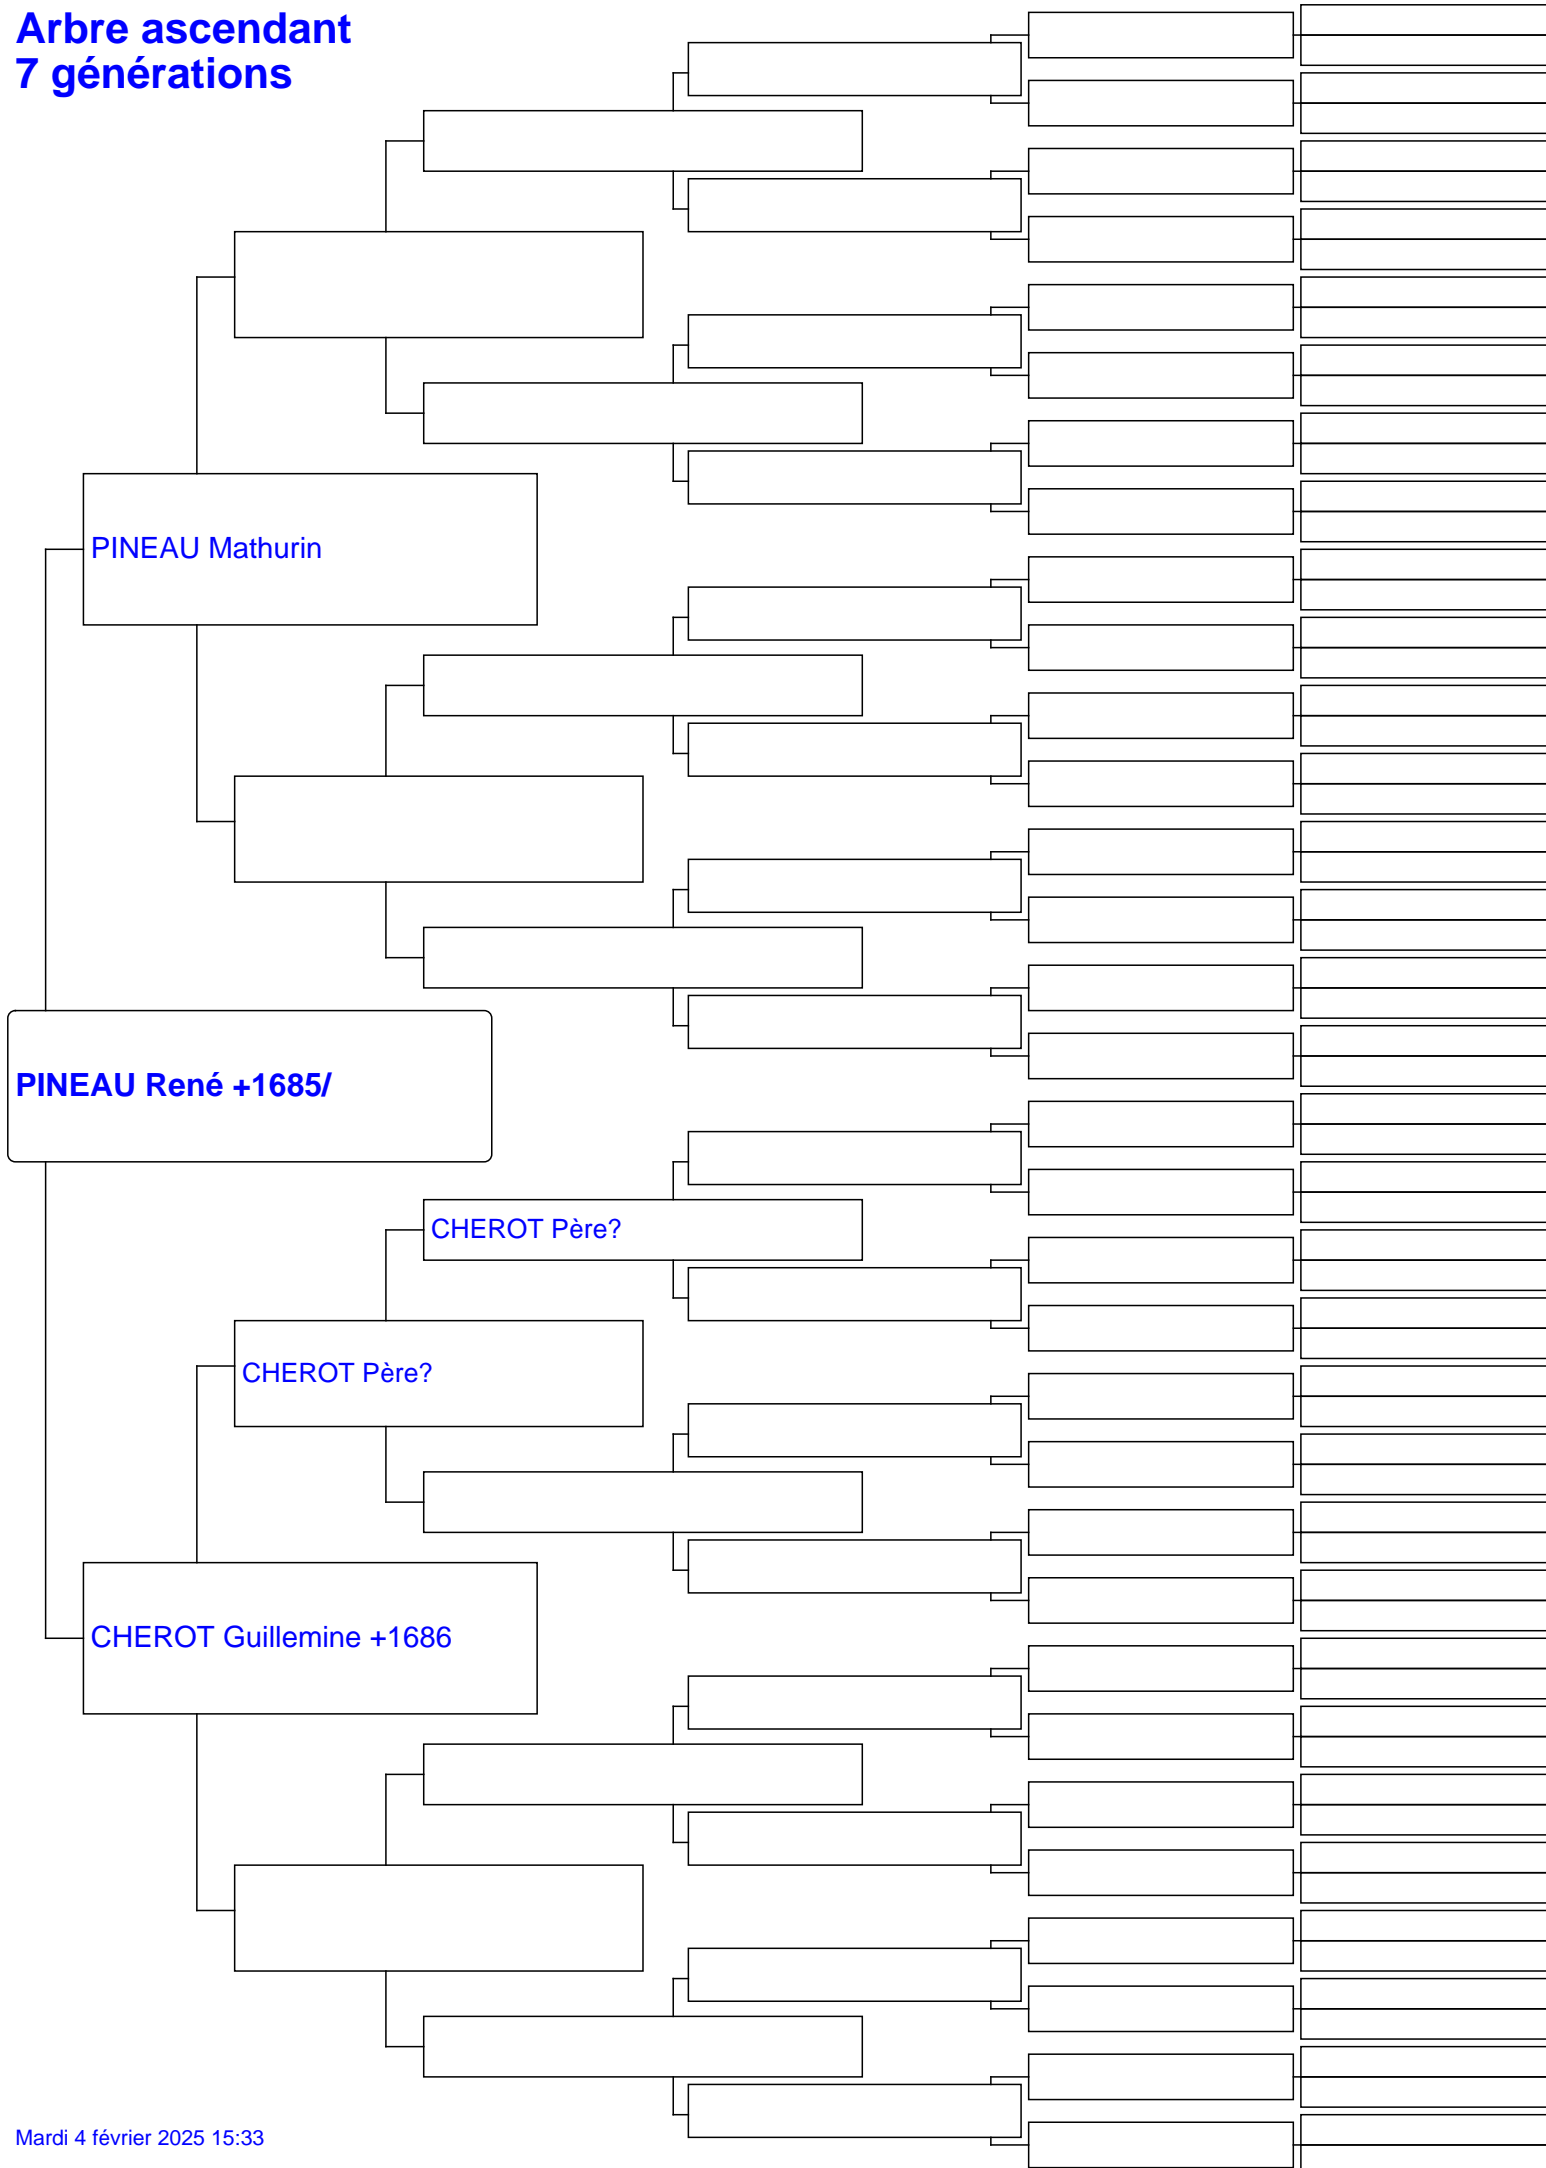 Arbre ascendant
7 générations
PINEAU Mathurin
PINEAU René +1685/
CHEROT Père?
CHEROT Père?
CHEROT Guillemine +1686
Mardi 4 février 2025 15:33